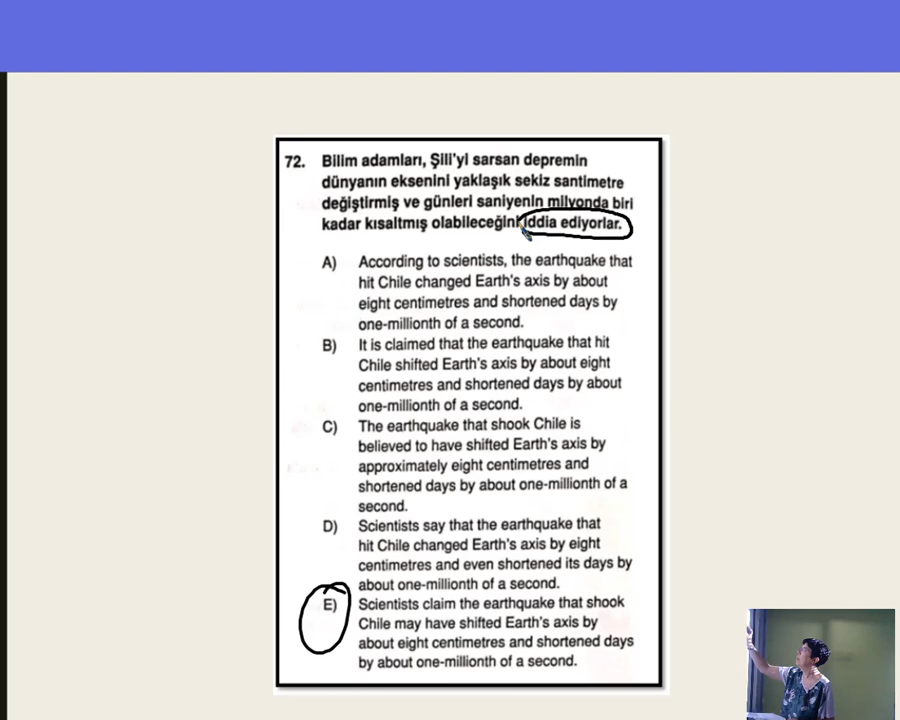 72. Bilim adamları, Şili'yi sarsan depremin
dünyanın eksenini yaklaşık sekiz santimetre
değiştirmiş ve günleri saniyenin milyonda biri
kadar kısaltmış olabileceğini iddia ediyorlar.
A) According to scientists, the earthquake that
hit Chile changed Earth's axis by about
eight centimetres and shortened days by
one-millionth of a second.
B) It is claimed that the earthquake that hit
Chile shifted Earth's axis by about eight
centimetres and shortened days by about
one-millionth of a second.
C) The earthquake that shook Chile is
believed to have shifted Earth's axis by
approximately eight centimetres and
shortened days by about one-millionth of a
second.
D) Scientists say that the earthquake that
hit Chile changed Earth's axis by eight
centimetres and even shortened its days by
about one-millionth of a second.
E) Scientists claim the earthquake that shook
Chile may have shifted Earth's axis by
about eight centimetres and shortened days
by about one-millionth of a second.